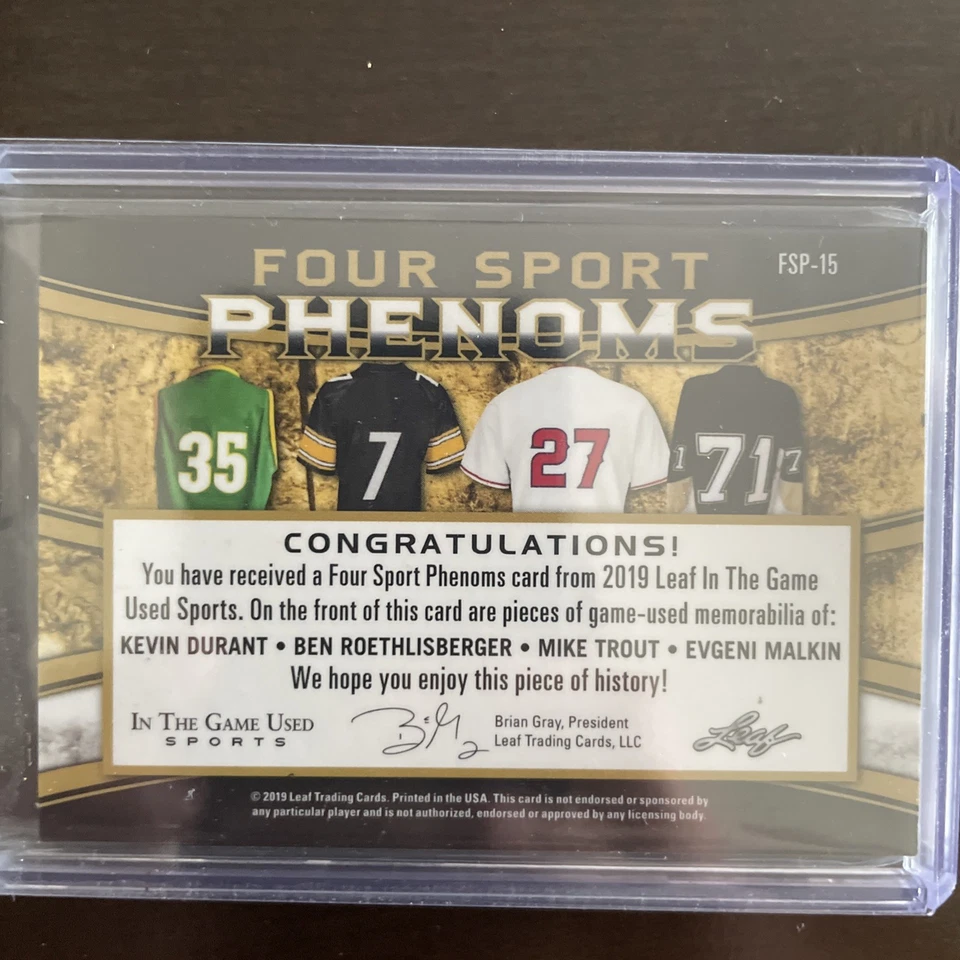 FOUR SPORT
FSP-15
PHENOMS
35
7
27
71
CONGRATULATIONS!
You have received a Four Sport Phenoms card from 2019 Leaf In The Game
Used Sports. On the front of this card are pieces of game-used memorabilia of:
KEVIN DURANT • BEN ROETHLISBERGER • MIKE TROUT • EVGENI MALKIN
We hope you enjoy this piece of history!
IN THE GAME USED
SPORTS
Brian Gray, President
Leaf Trading Cards, LLC
Leaf
© 2019 Leaf Trading Cards. Printed in the USA. This card is not endorsed or sponsored by
any particular player and is not authorized, endorsed or approved by any licensing body.